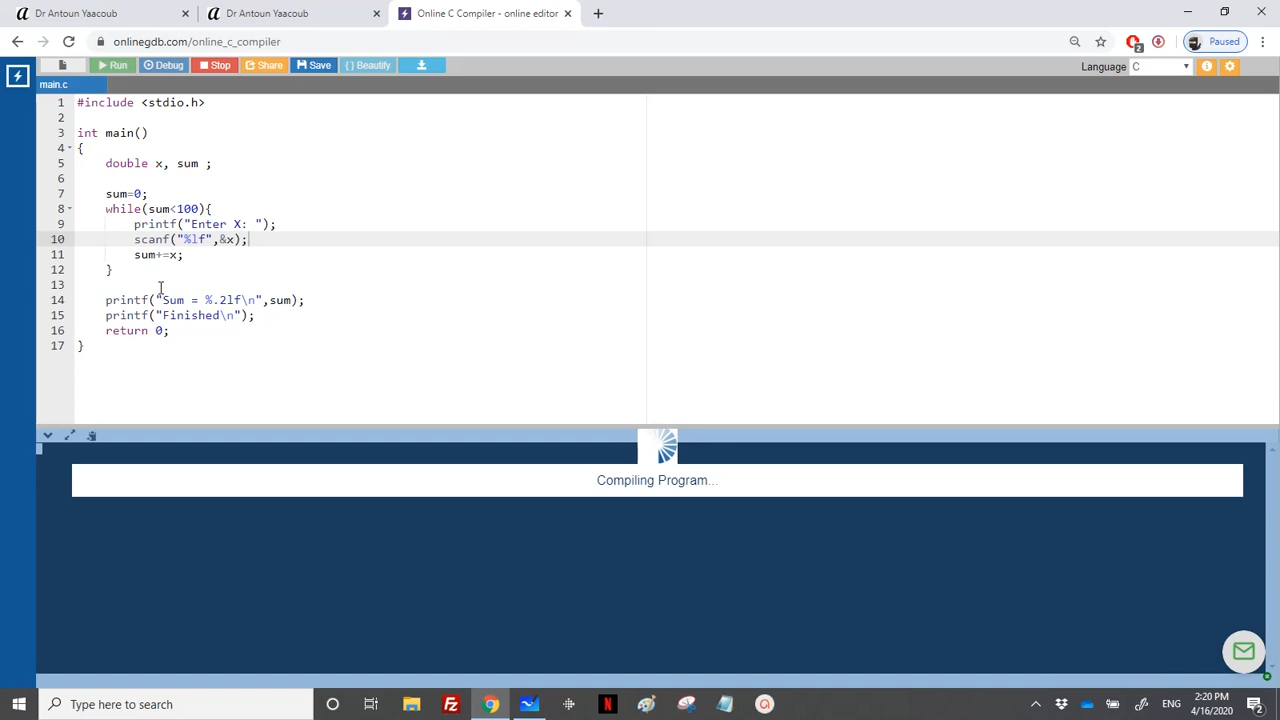 Dr Antoun Yaacoub
Dr Antoun Yaacoub
Online C Compiler - online editor
onlinegdb.com/online_c_compiler
2
Paused
Run
Debug
Stop
Share
Save
{ } Beautify
Language
C
main.c
1 #include <stdio.h>
2
3 int main()
4 {
5 double x, sum ;
6
7 sum=0;
8 while(sum<100){
9 printf("Enter X: ");
10 scanf("%lf",&x);
11 sum+=x;
12 }
13
14 printf("Sum = %.2lf\n",sum);
15 printf("Finished\n");
16 return 0;
17 }
Compiling Program...
Type here to search
ENG
2:20 PM
4/16/2020
2